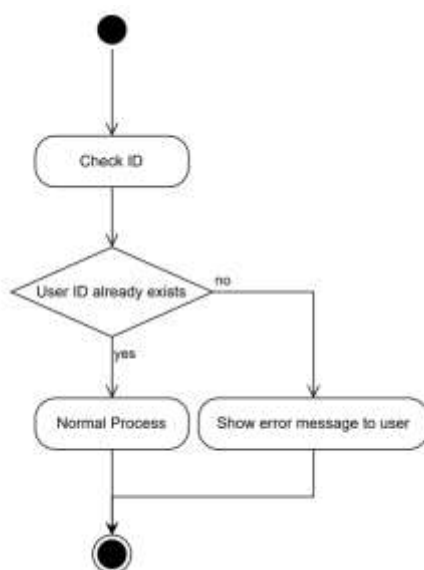 Check ID
User ID already exists
no
yes
Normal Process
Show error message to user